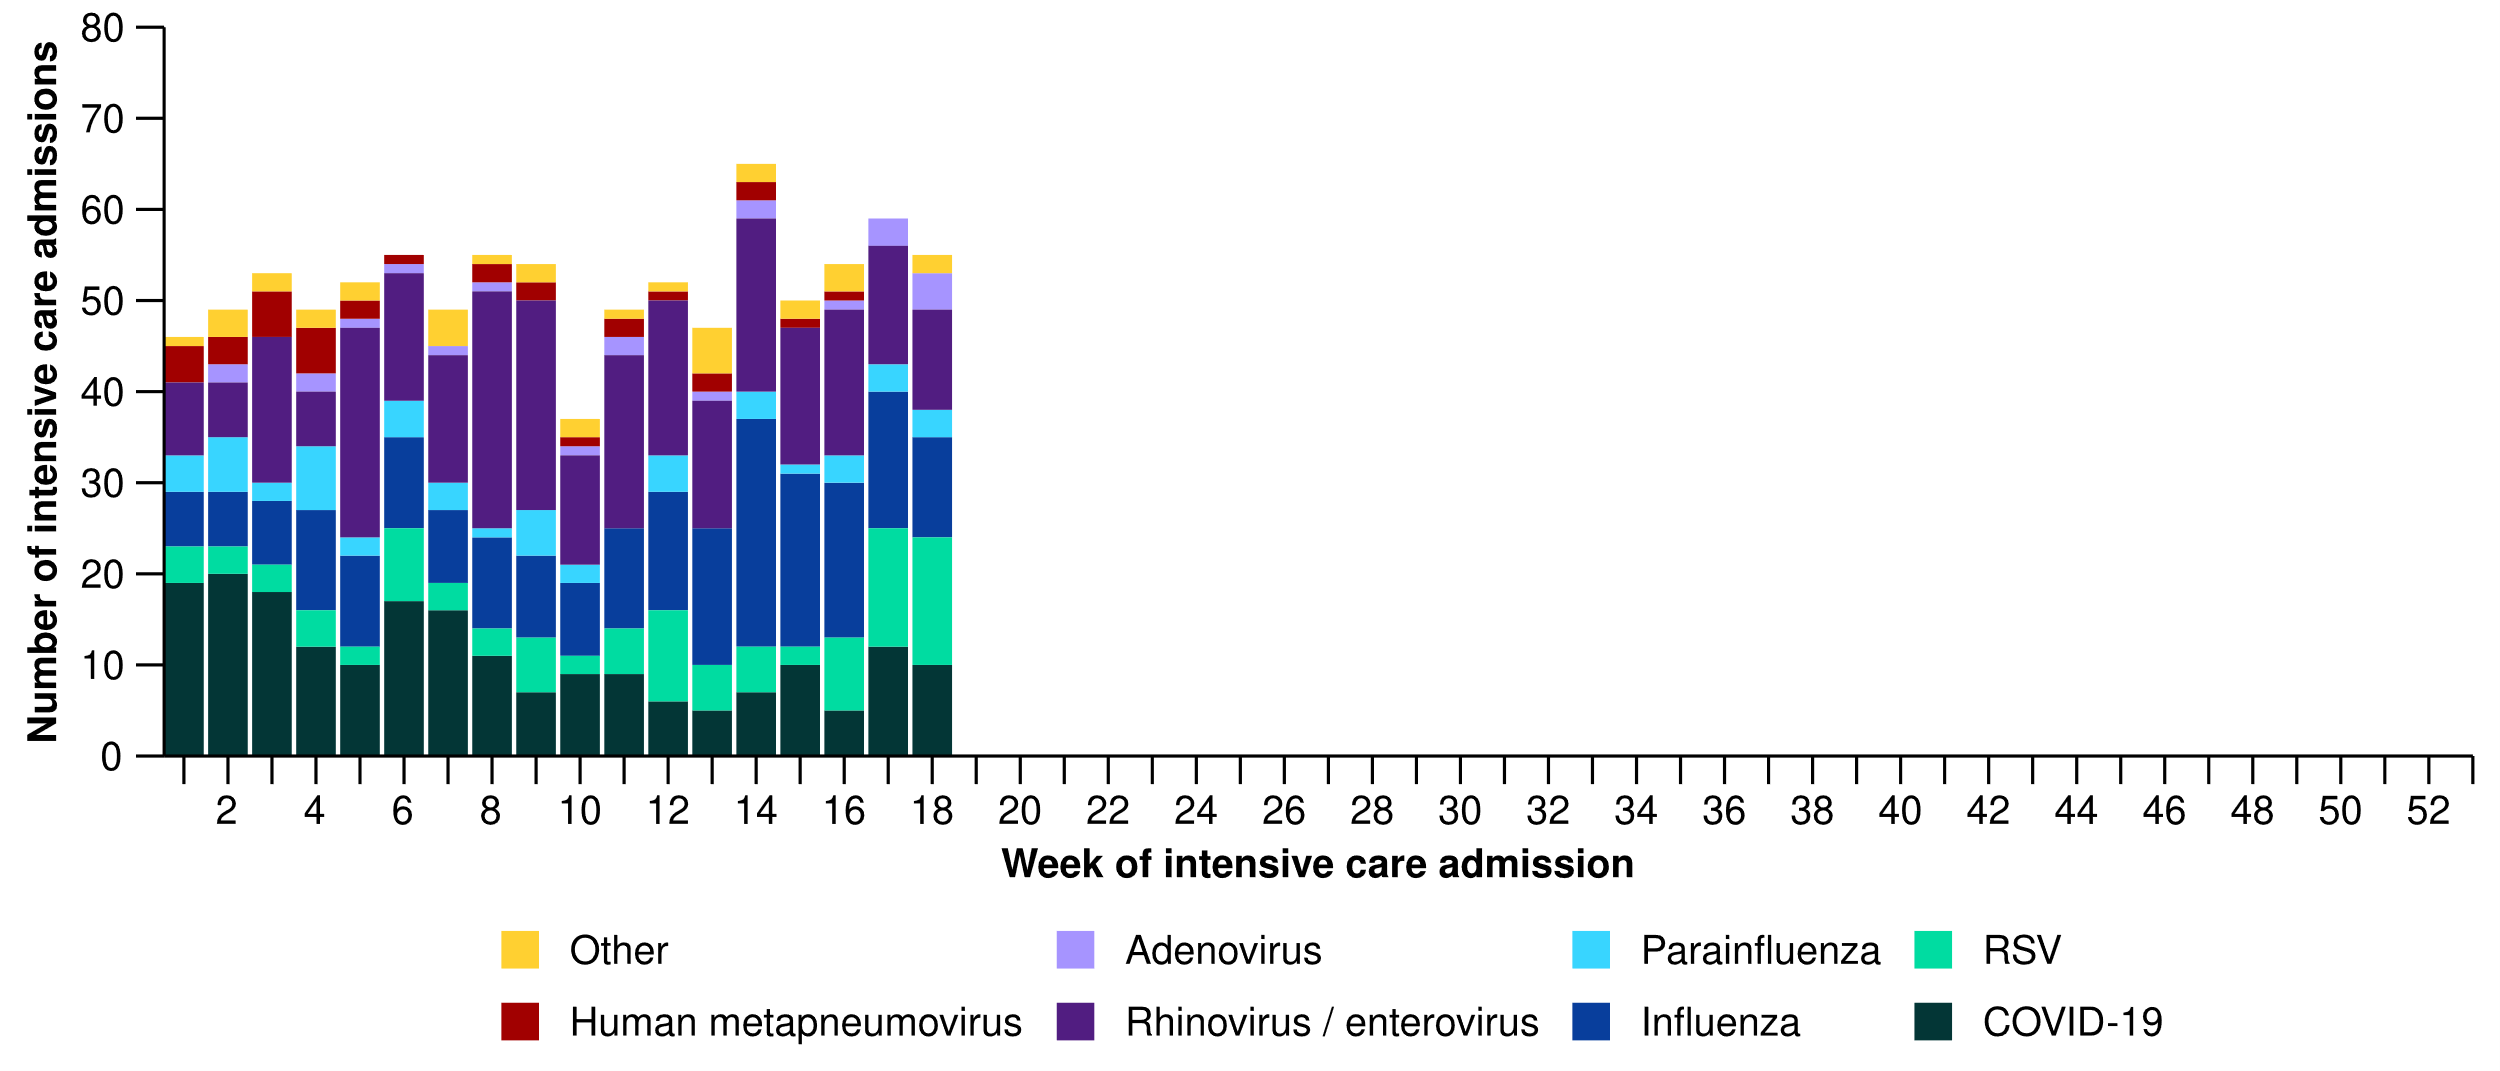 Number of intensive care admissions
80
70
60
50
40
30
20
10
0
2 4 6 8 10 12 14 16 18 20 22 24 26 28 30 32 34 36 38 40 42 44 46 48 50 52
Week of intensive care admission
Other Adenovirus Parainfluenza RSV
Human metapneumovirus Rhinovirus / enterovirus Influenza COVID-19